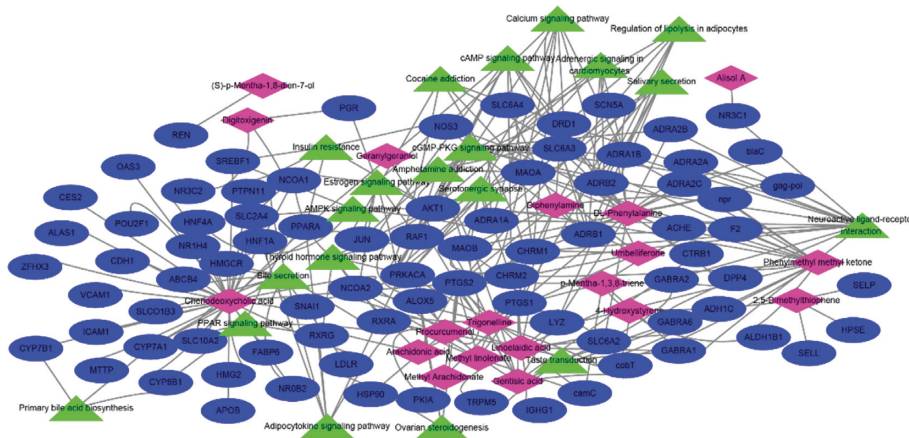 Calcium signaling pathway
Regulation of lipolysis in adipocytes
cAMP signaling pathway
Adrenergic signaling in
cardiomyocytes
Cocaine addiction
Salivary secretion
Alisol A
(S)-p-Mentha-1,8-dien-7-ol
SLC6A4
SCN5A
PGR
Digitoxigenin
REN
NOS3
DRD1
ADRA2B
NR3C1
Insulin resistance
cGMP-PKG signaling pathway
SLC6A3
ADRA1B
blaC
Geranylgeraniol
OAS3
SREBF1
NCOA1
MAOA
ADRA2A
Amphetamine addiction
CES2
NR3C2
PTPN11
Estrogen signaling pathway
Serotonergic synapse
ADRB2
ADRA2C
gag-pol
npr
Diphenylamine
DL-Phenylalanine
AMPK signaling pathway
AKT1
ADRA1A
POU2F1
HNF4A
SLC2A4
PPARA
ALAS1
RAF1
ADRB1
ACHE
F2
Neuroactive ligand-receptor
interaction
NR1H4
HNF1A
JUN
MAOB
CHRM1
Umbelliferone
CTRB1
CDH1
HMGCR
Thyroid hormone signaling pathway
Phenylmethyl methyl ketone
ZFHX3
ABCB4
Bile secretion
PRKACA
PTGS2
CHRM2
p-Mentha-1,3,8-triene
GABRA2
DPP4
SELP
VCAM1
Chenodeoxycholic acid
NCOA2
ALOX5
PTGS1
2,5-Dimethylthiophene
SLCO1B3
SNAI1
4-Hydroxystyrene
ADH1C
PPAR signaling pathway
RXRA
Trigonelline
LYZ
GABRA6
ICAM1
Procurcumenol
HPSE
CYP7B1
CYP7A1
SLC10A2
RXRG
SLC6A2
ALDH1B1
Arachidonic acid
Linoelaidic acid
GABRA1
SELL
MTTP
FABP6
LDLR
Methyl linolenate
Taste transduction
cobT
CYP8B1
HMG2
NR0B2
Methyl Arachidonate
Gentisic acid
HSP90
PKIA
TRPM5
camC
Primary bile acid biosynthesis
APOB
IGHG1
Adipocytokine signaling pathway
Ovarian steroidogenesis